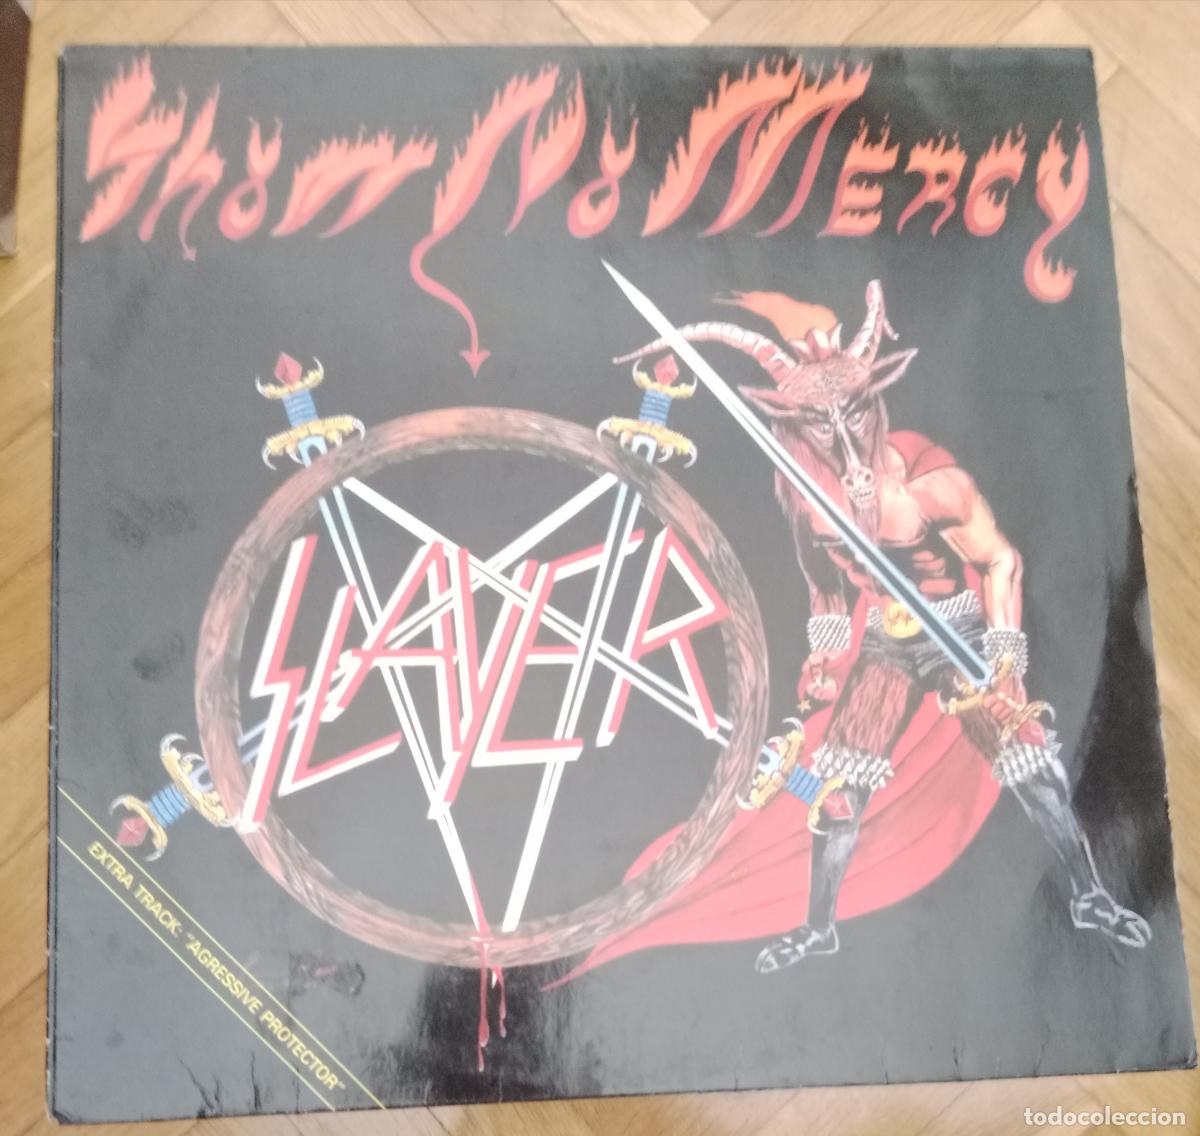 Show No Mercy
SLAYER
EXTRA TRACK: "AGRESSIVE PROTECTOR"
todocoleccion